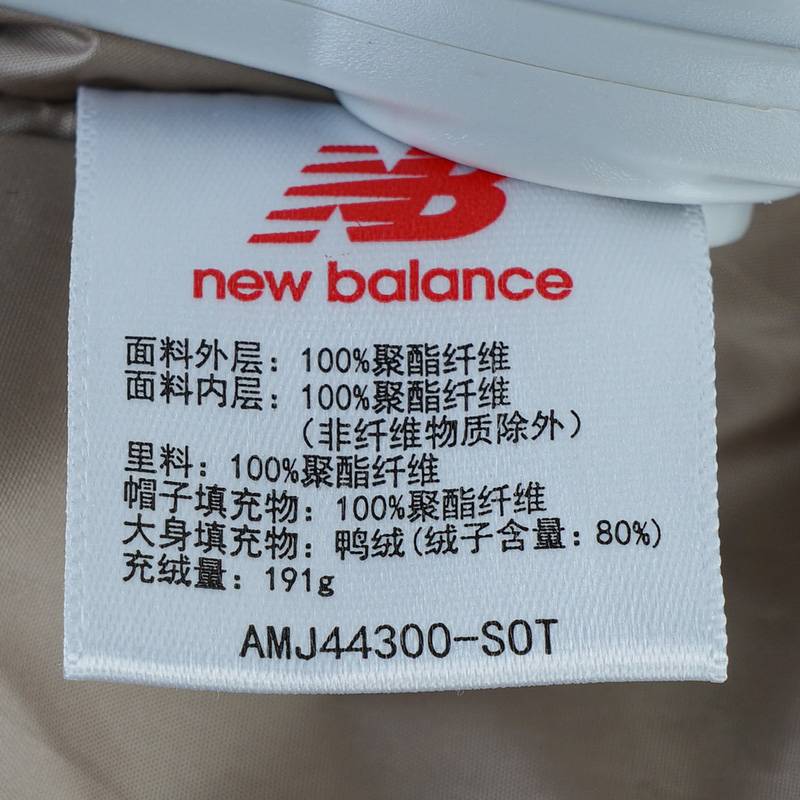 NB
new balance
面料外层：100%聚酯纤维
面料内层：100%聚酯纤维
（非纤维物质除外）
里料：100%聚酯纤维
帽子填充物：100%聚酯纤维
大身填充物：鸭绒(绒子含量：80%)
充绒量：191g
AMJ44300-SOT